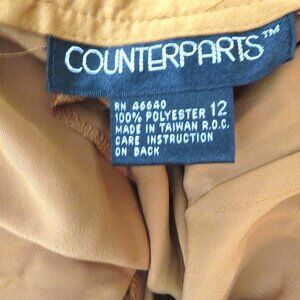 COUNTERPARTS™
RN 46640
100% POLYESTER 12
MADE IN TAIWAN R.O.C.
CARE INSTRUCTION
ON BACK